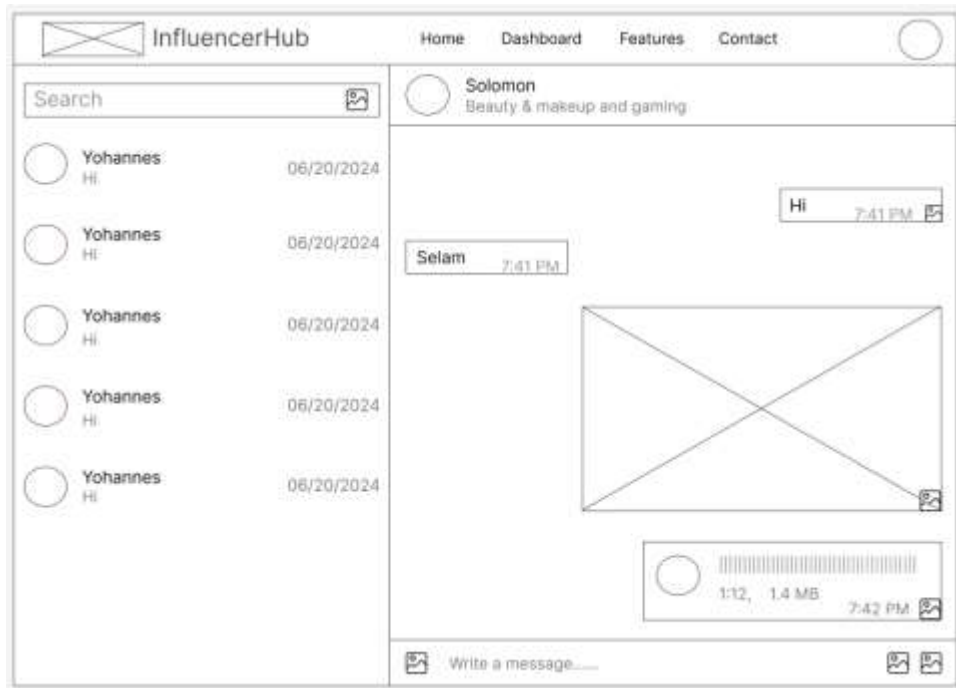 InfluencerHub
Home Dashboard Features Contact
Search
Yohannes
Hi
06/20/2024
Yohannes
Hi
06/20/2024
Yohannes
Hi
06/20/2024
Yohannes
Hi
06/20/2024
Yohannes
Hi
06/20/2024
Solomon
Beauty & makeup and gaming
Hi 7:41 PM
Selam 7:41 PM
1:12, 1.4 MB
7:42 PM
Write a message......